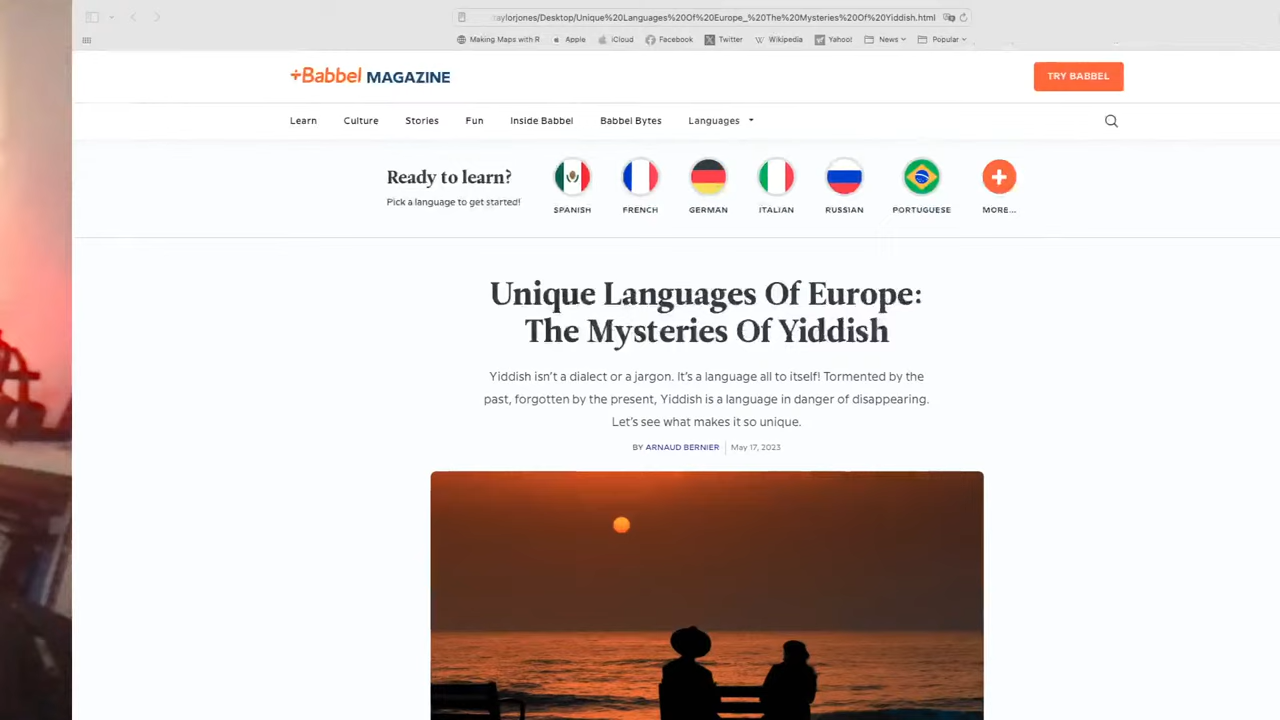 aylorjones/Desktop/Unique%20Languages%20Of%20Europe_%20The%20Mysteries%20Of%20Yiddish.html
Making Maps with R Apple iCloud Facebook Twitter Wikipedia Yahoo! News Popular
÷Babbel MAGAZINE
TRY BABBEL
Learn Culture Stories Fun Inside Babbel Babbel Bytes Languages
Ready to learn?
Pick a language to get started!
SPANISH FRENCH GERMAN ITALIAN RUSSIAN PORTUGUESE MORE...
Unique Languages Of Europe:
The Mysteries Of Yiddish
Yiddish isn't a dialect or a jargon. It's a language all to itself! Tormented by the
past, forgotten by the present, Yiddish is a language in danger of disappearing.
Let's see what makes it so unique.
BY ARNAUD BERNIER May 17, 2023